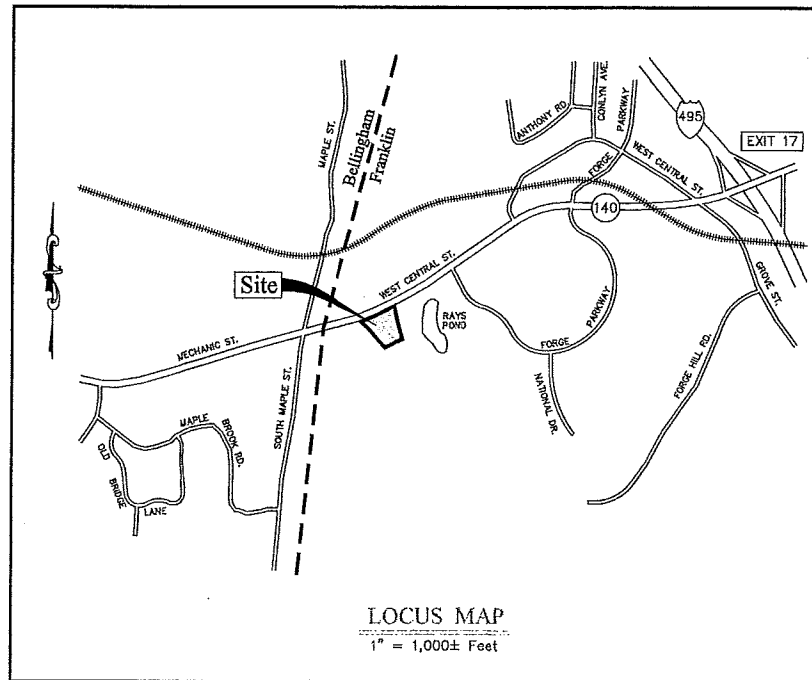 MAPLE ST.
Bellingham
Franklin
ANTHONY RD
CONLYN AVE.
FORGE PARKWAY
495
EXIT 17
WEST CENTRAL ST.
140
WEST CENTRAL ST.
GROVE ST.
Site
RAYS
POND
MECHANIC ST.
FORGE PARKWAY
FORGE HILL RD.
NATIONAL DR.
SOUTH MAPLE ST.
MAPLE BROOK RD.
OLD BRIDGE LANE
LOCUS MAP
1" = 1,000± Feet